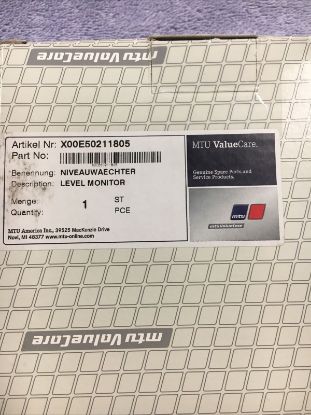 mtu ValueCare
Artikel Nr: X00E50211805
Part No:
Benennung: NIVEAUWAECHTER
Description: LEVEL MONITOR
Menge: 1 ST
Quantity: PCE
MTU America Inc., 39525 MacKenzie Drive
Novi, MI 48377 www.mtu-online.com
MTU ValueCare.
Genuine Spare Parts and
Service Products.
mtu
mtuValueCare
mtu ValueCare